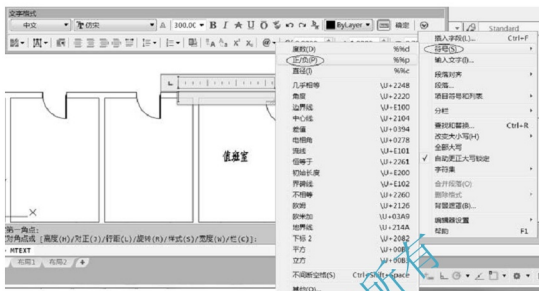 文字格式
中文 仿宋 A 300.00 B I ByLayer 确定
Standard
插入字段(L)... Ctrl+F
符号(S)
输入文字(I)...
段落对齐
段落...
项目符号和列表
分栏
查找和替换... Ctrl+R
改变大小写(H)
全部大写
自动更正大写锁定
字符集
合并段落(O)
删除格式
背景遮罩(B)...
编辑器设置
帮助 F1
度数(D) %%d
正/负(P) %%p
直径(I) %%c
几乎相等 \U+2248
角度 \U+2220
边界线 \U+E100
中心线 \U+2104
差值 \U+0394
电相角 \U+0278
流线 \U+E101
恒等于 \U+2261
初始长度 \U+E200
界碑线 \U+E102
不相等 \U+2260
欧姆 \U+2126
欧米加 \U+03A9
地界线 \U+214A
下标 2 \U+2082
平方 \U+00B2
立方 \U+00B3
不间断空格(S) Ctrl+Shift+Space
其他(O)...
值班室
第一角点:
对角点或 [高度(H)/对正(J)/行距(L)/旋转(R)/样式(S)/宽度(W)/栏(C)]:
MTEXT
布局1 布局2
所有